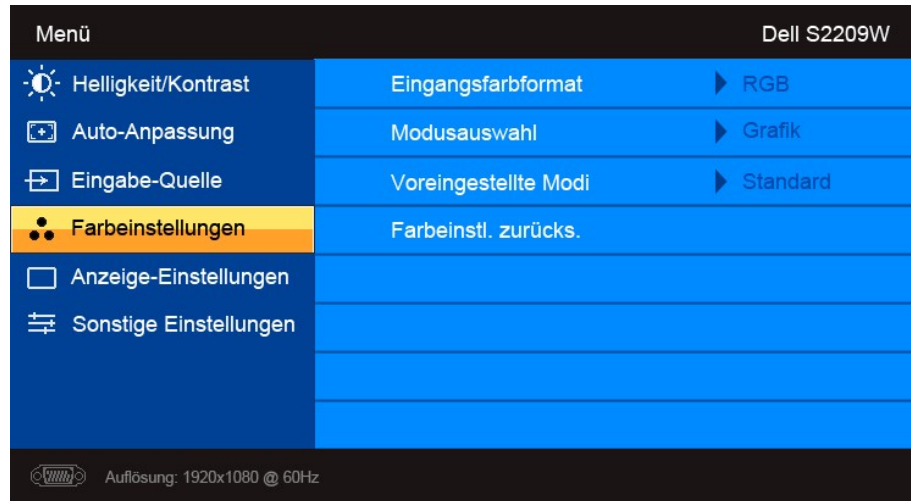 Menü
Dell S2209W
Helligkeit/Kontrast
Auto-Anpassung
Eingabe-Quelle
Farbeinstellungen
Anzeige-Einstellungen
Sonstige Einstellungen
Eingangsfarbformat RGB
Modusauswahl Grafik
Voreingestellte Modi Standard
Farbeinstl. zurücks.
Auflösung: 1920x1080 @ 60Hz